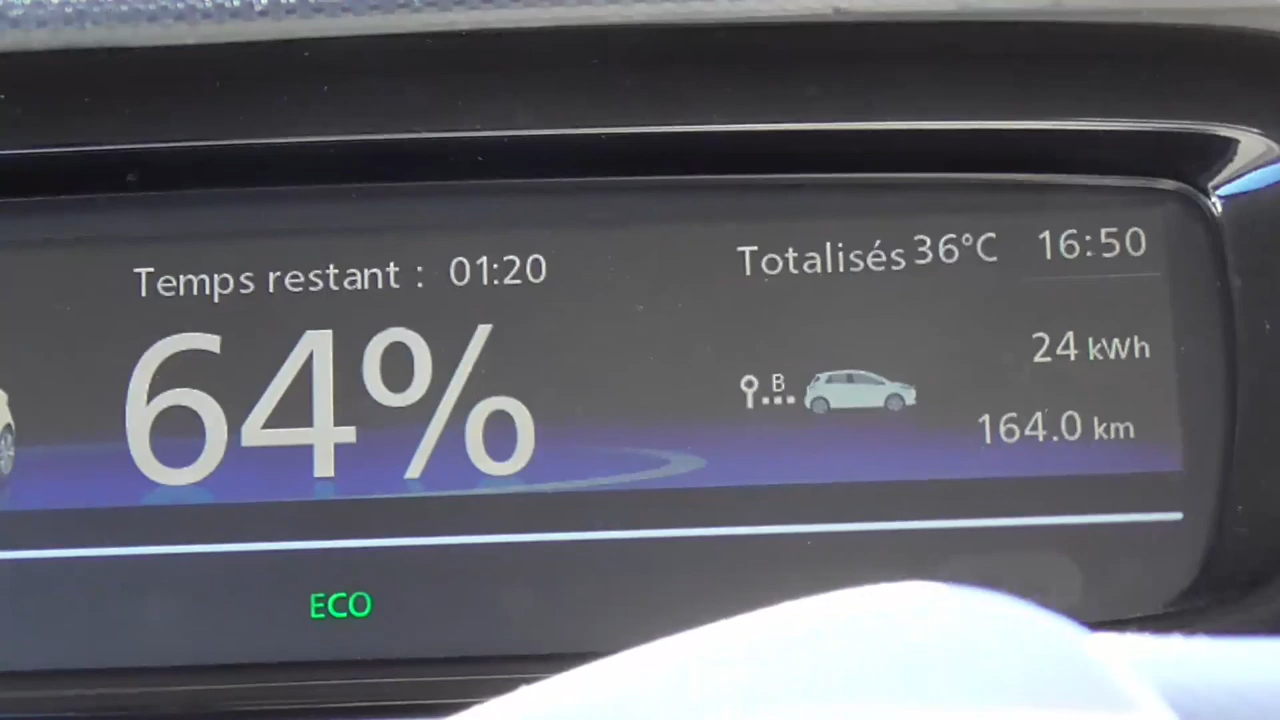 Temps restant : 01:20
64%
Totalisés 36°C 16:50
24 kWh
B
164.0 km
ECO